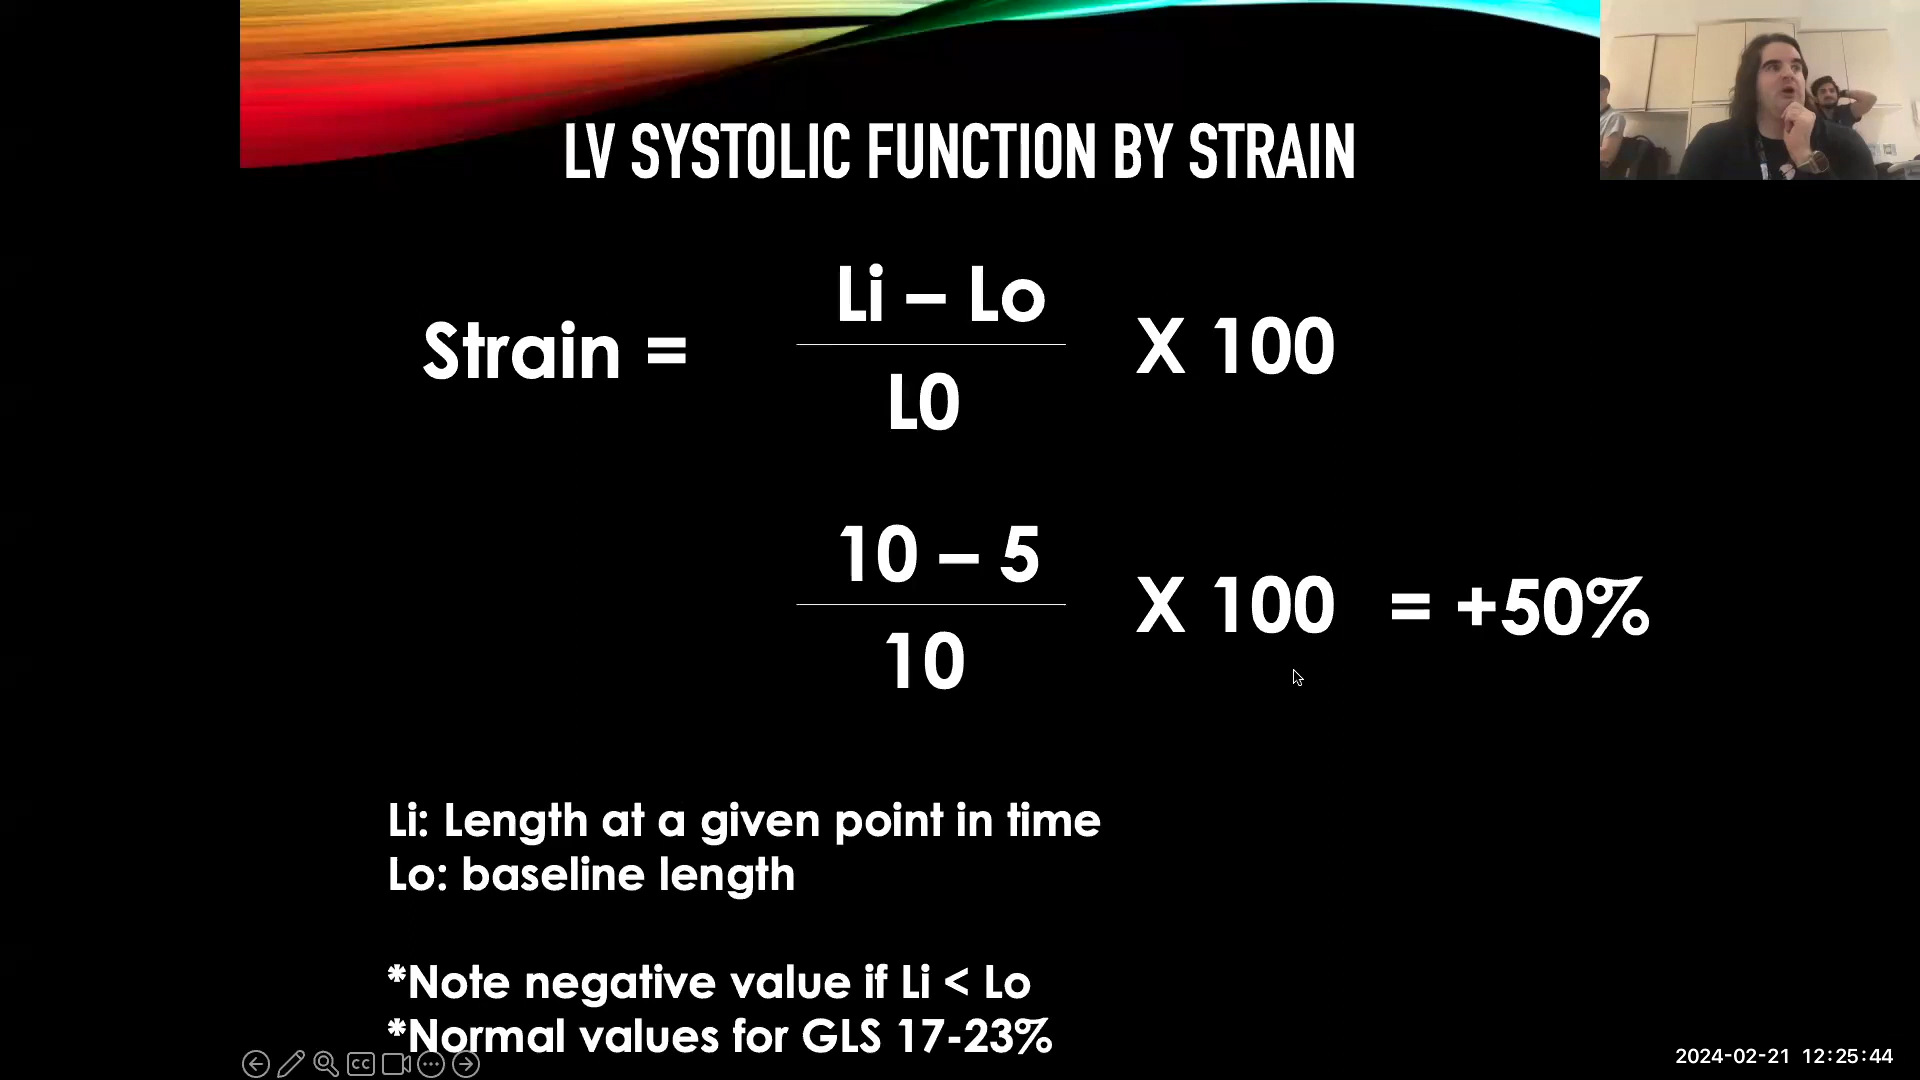 LV SYSTOLIC FUNCTION BY STRAIN
Li – Lo
Strain =
X 100
L0
10 – 5
X 100 = +50%
10
Li: Length at a given point in time
Lo: baseline length
*Note negative value if Li < Lo
*Normal values for GLS 17-23%
CC
2024-02-21 12:25:44